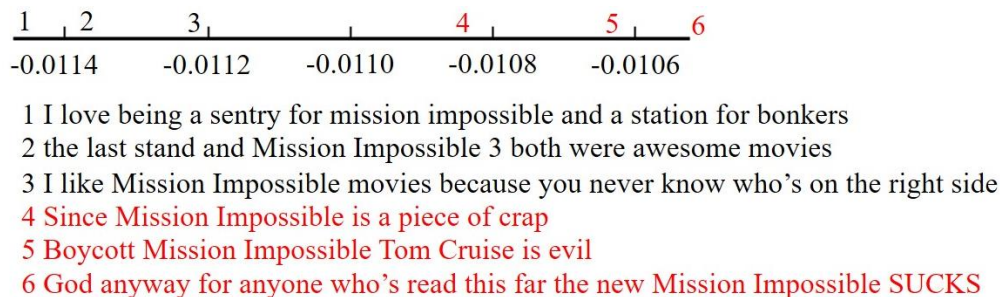 1 2 3 4 5 6
-0.0114 -0.0112 -0.0110 -0.0108 -0.0106
1 I love being a sentry for mission impossible and a station for bonkers
2 the last stand and Mission Impossible 3 both were awesome movies
3 I like Mission Impossible movies because you never know who’s on the right side
4 Since Mission Impossible is a piece of crap
5 Boycott Mission Impossible Tom Cruise is evil
6 God anyway for anyone who’s read this far the new Mission Impossible SUCKS